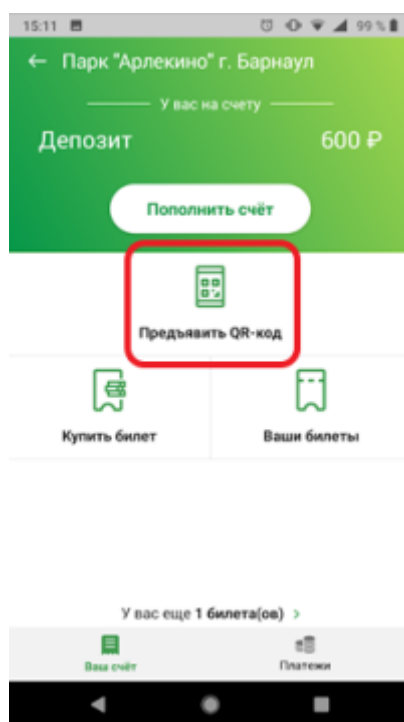 15:11 99 %
Парк "Арлекино" г. Барнаул
У вас на счету
Депозит 600 ₽
Пополнить счёт
Предъявить QR-код
Купить билет Ваши билеты
У вас еще 1 билета(ов) >
Ваш счёт Платежи